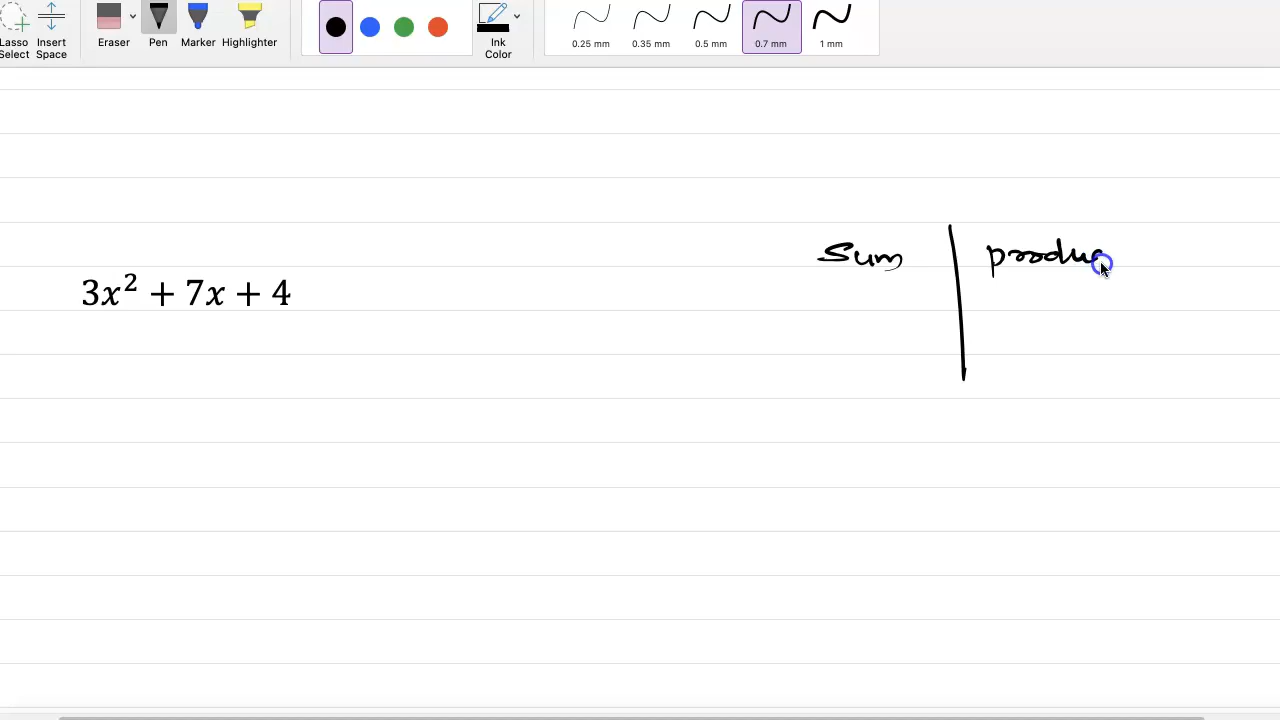 Lasso Select
Insert Space
Eraser
Pen
Marker
Highlighter
Ink Color
0.25 mm
0.35 mm
0.5 mm
0.7 mm
1 mm
Sum
produc
3x² + 7x + 4